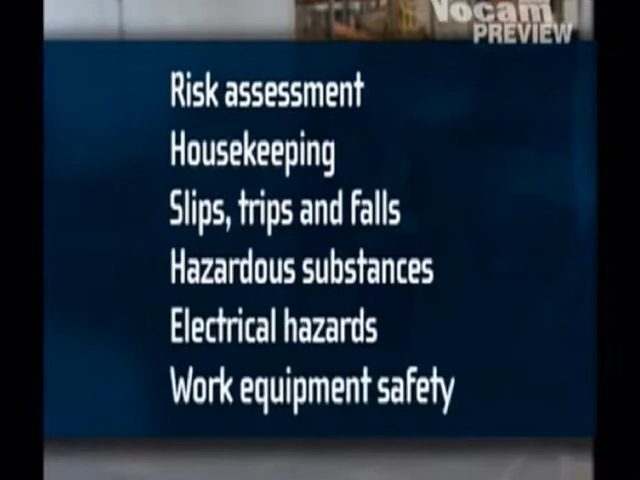 Vocam
PREVIEW
Risk assessment
Housekeeping
Slips, trips and falls
Hazardous substances
Electrical hazards
Work equipment safety